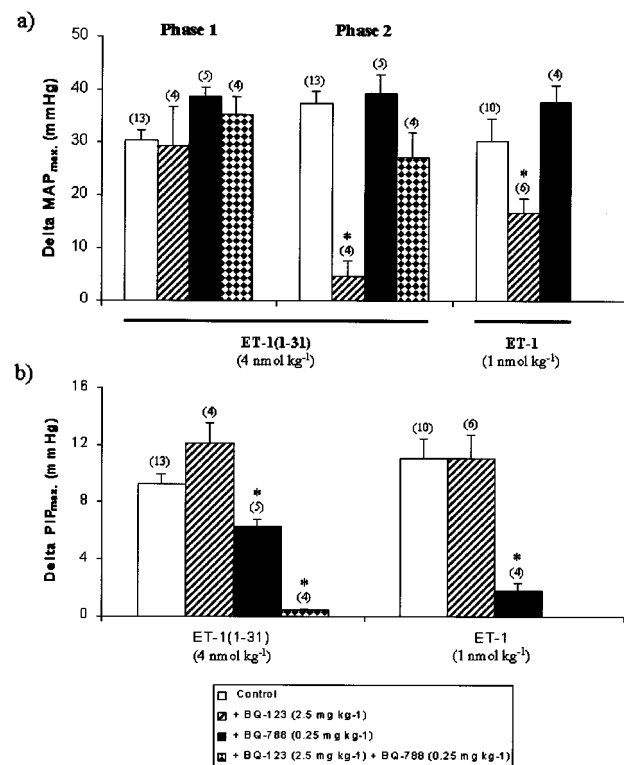 a)
Phase 1
Phase 2
Delta MAPmax. (mmHg)
50
40
30
20
10
0
(13)
(4)
(5)
(4)
(13)
*
(4)
(5)
(4)
(10)
*
(6)
(4)
ET-1(1-31)
(4 nmol kg-1)
ET-1
(1 nmol kg-1)
b)
Delta PIPmax. (mmHg)
16
12
8
4
0
(13)
(4)
*
(5)
*
(4)
(10)
(6)
*
(4)
ET-1(1-31)
(4 nmol kg-1)
ET-1
(1 nmol kg-1)
Control
+ BQ-123 (2.5 mg kg-1)
+ BQ-788 (0.25 mg kg-1)
+ BQ-123 (2.5 mg kg-1) + BQ-788 (0.25 mg kg-1)